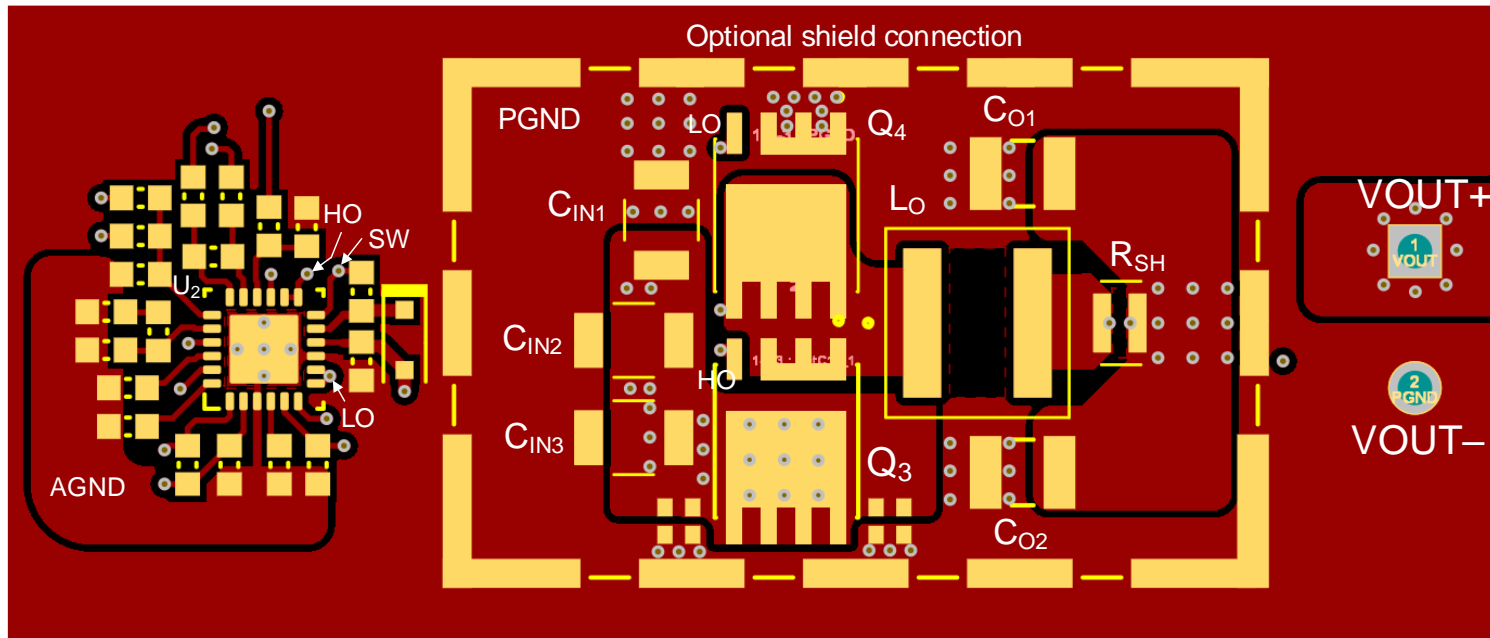 Optional shield connection
PGND
LO
Q4
CO1
CIN1
LO
HO
SW
U2
RSH
VOUT+
1
VOUT
CIN2
HO
LO
CIN3
Q3
2
PGND
VOUT–
AGND
CO2